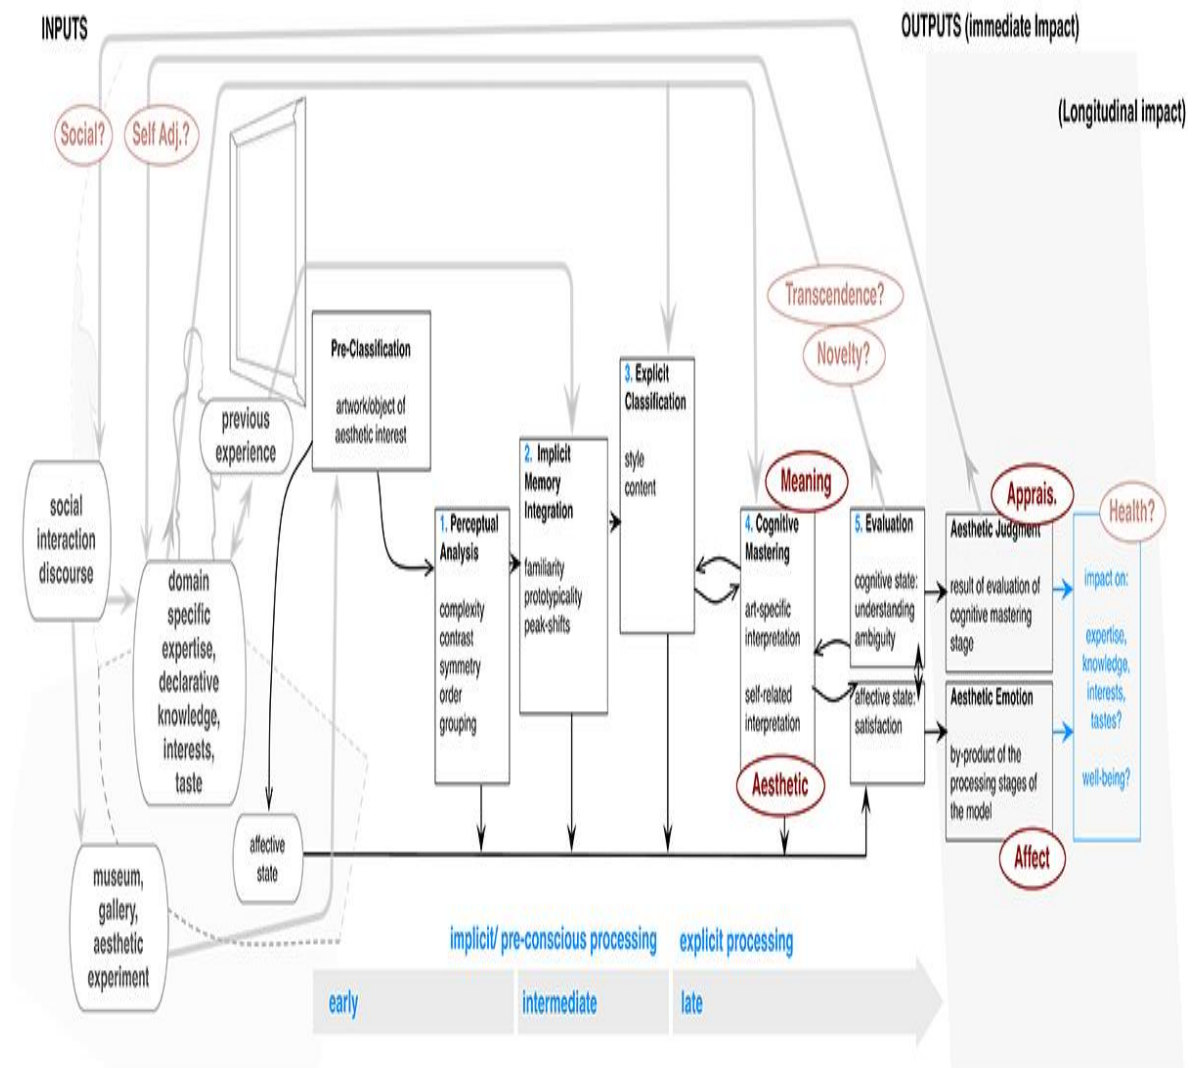 INPUTS
OUTPUTS (immediate Impact)
(Longitudinal impact)
Social?
Self Adj.?
Transcendence?
Novelty?
Pre-Classification
artwork/object of
aesthetic interest
previous
experience
social
interaction
discourse
domain
specific
expertise,
declarative
knowledge,
interests,
taste
museum,
gallery,
aesthetic
experiment
affective
state
1. Perceptual
Analysis
complexity
contrast
symmetry
order
grouping
2. Implicit
Memory
Integration
familiarity
prototypicality
peak-shifts
3. Explicit
Classification
style
content
Meaning
4. Cognitive
Mastering
art-specific
interpretation
self-related
interpretation
Aesthetic
5. Evaluation
cognitive state:
understanding
ambiguity
affective state:
satisfaction
Apprais.
Aesthetic Judgment
result of evaluation of
cognitive mastering
stage
Aesthetic Emotion
by-product of the
processing stages of
the model
Affect
Health?
impact on:
expertise,
knowledge,
interests,
tastes?
well-being?
implicit/ pre-conscious processing
explicit processing
early
intermediate
late